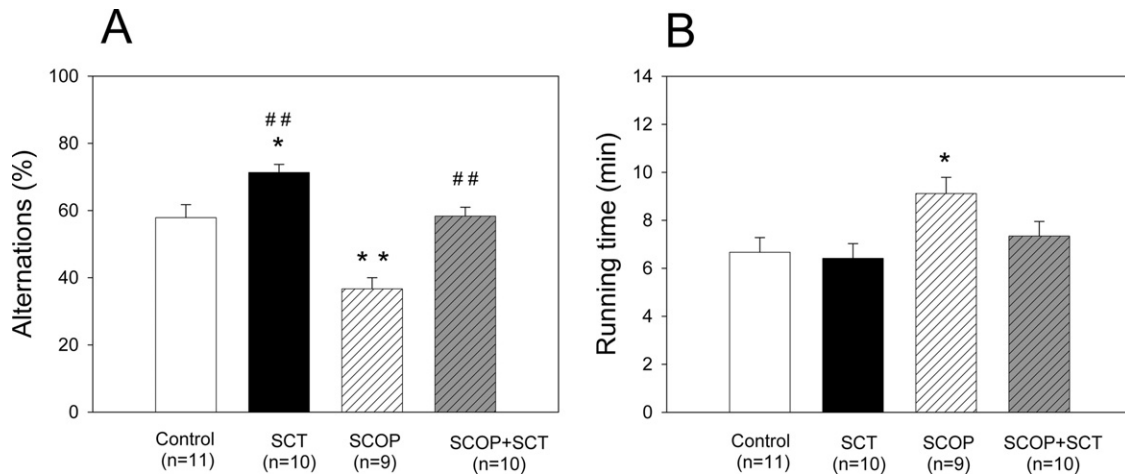 A
Alternations (%)
100
80
60
40
20
0
##
*
* *
##
Control
(n=11)
SCT
(n=10)
SCOP
(n=9)
SCOP+SCT
(n=10)
B
Running time (min)
14
12
10
8
6
4
2
0
*
Control
(n=11)
SCT
(n=10)
SCOP
(n=9)
SCOP+SCT
(n=10)